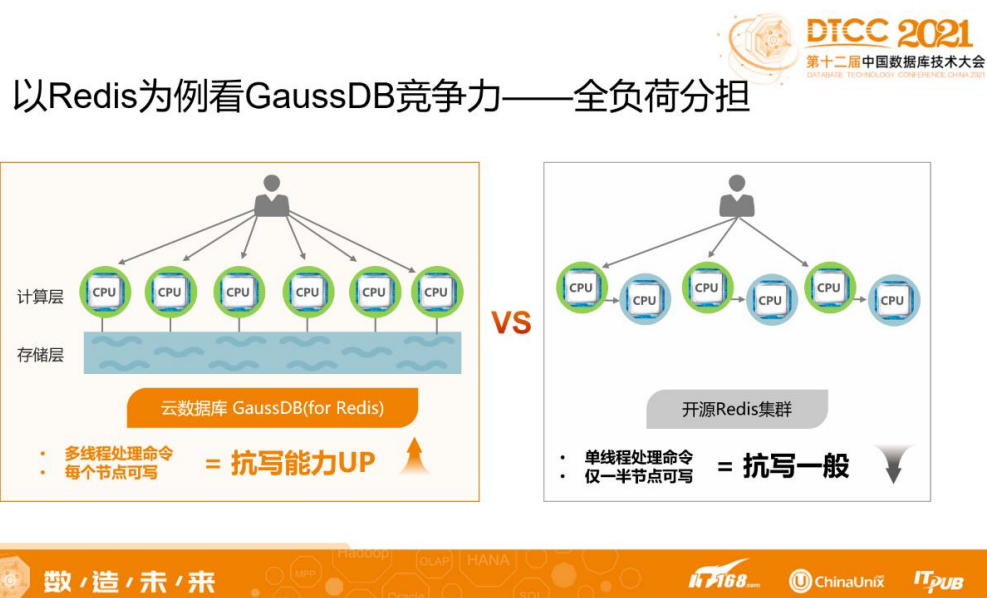 DTCC 2021
第十二届中国数据库技术大会
DATABASE TECHNOLOGY CONFERENCE CHINA 2021
以Redis为例看GaussDB竞争力——全负荷分担
计算层
CPU CPU CPU CPU CPU CPU
存储层
云数据库 GaussDB(for Redis)
• 多线程处理命令
• 每个节点可写
= 抗写能力UP
VS
CPU CPU CPU CPU CPU CPU
开源Redis集群
• 单线程处理命令
• 仅一半节点可写
= 抗写一般
数/造/未/来
Hadoop
MPP
OLAP
HANA
Oracle
SQL
IT168.com
ChinaUnix
ITPUB